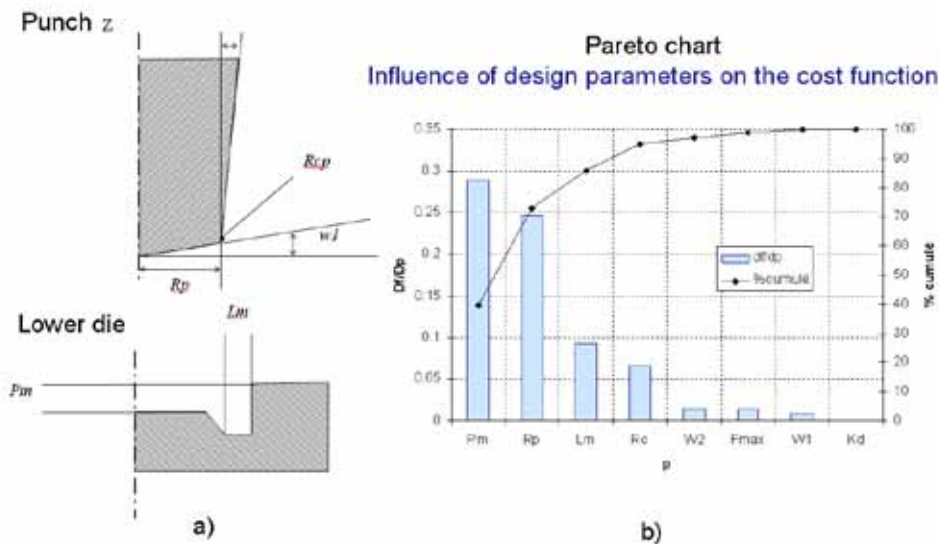 Punch z
Rcp
w1
Rp
Lm
Lower die
Pm
a)
Pareto chart
Influence of design parameters on the cost function
Df/Dp
0.35
0.3
0.25
0.2
0.15
0.1
0.05
0
100
90
80
70
60
50
40
30
20
10
0
% cumule
df/dp
%cumule
Pm Rp Lm Rc W2 Fmax W1 Kd
p
b)